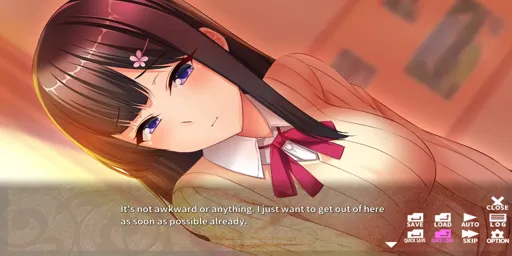 It's not awkward or anything. I just want to get out of here
as soon as possible already.
CLOSE
SAVE
LOAD
AUTO
LOG
QUICK SAVE
QUICK LOAD
SKIP
OPTION